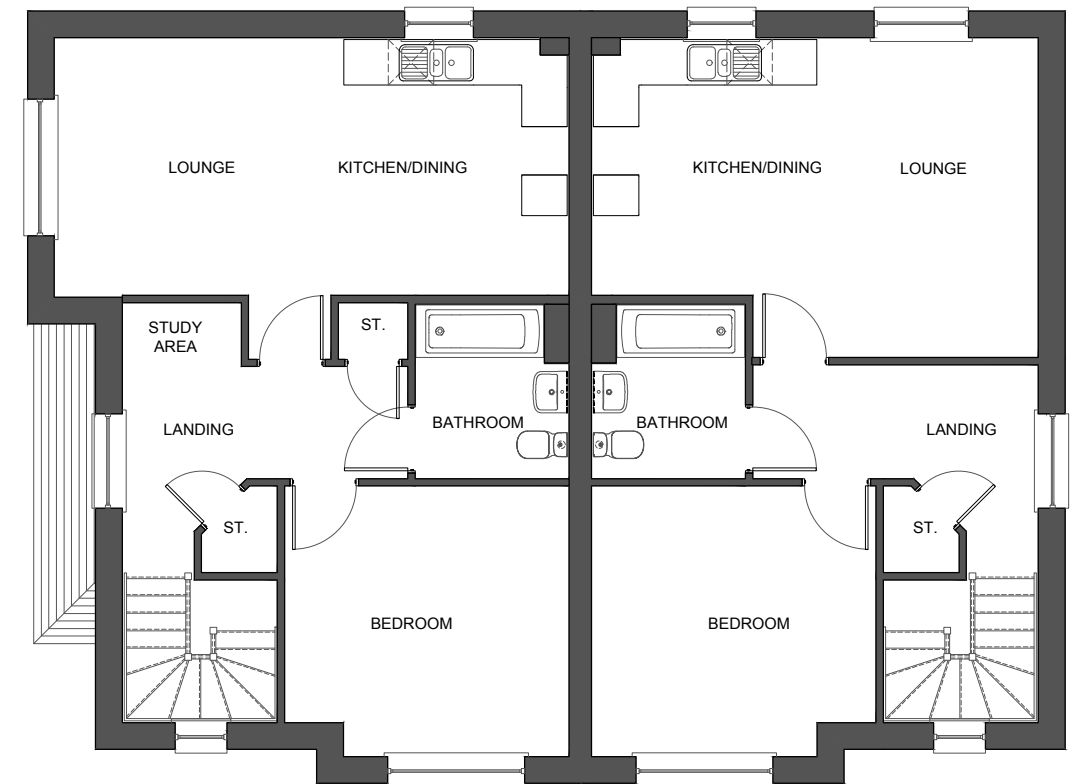 LOUNGE
KITCHEN/DINING
KITCHEN/DINING
LOUNGE
STUDY
AREA
ST.
LANDING
BATHROOM
BATHROOM
LANDING
ST.
ST.
BEDROOM
BEDROOM